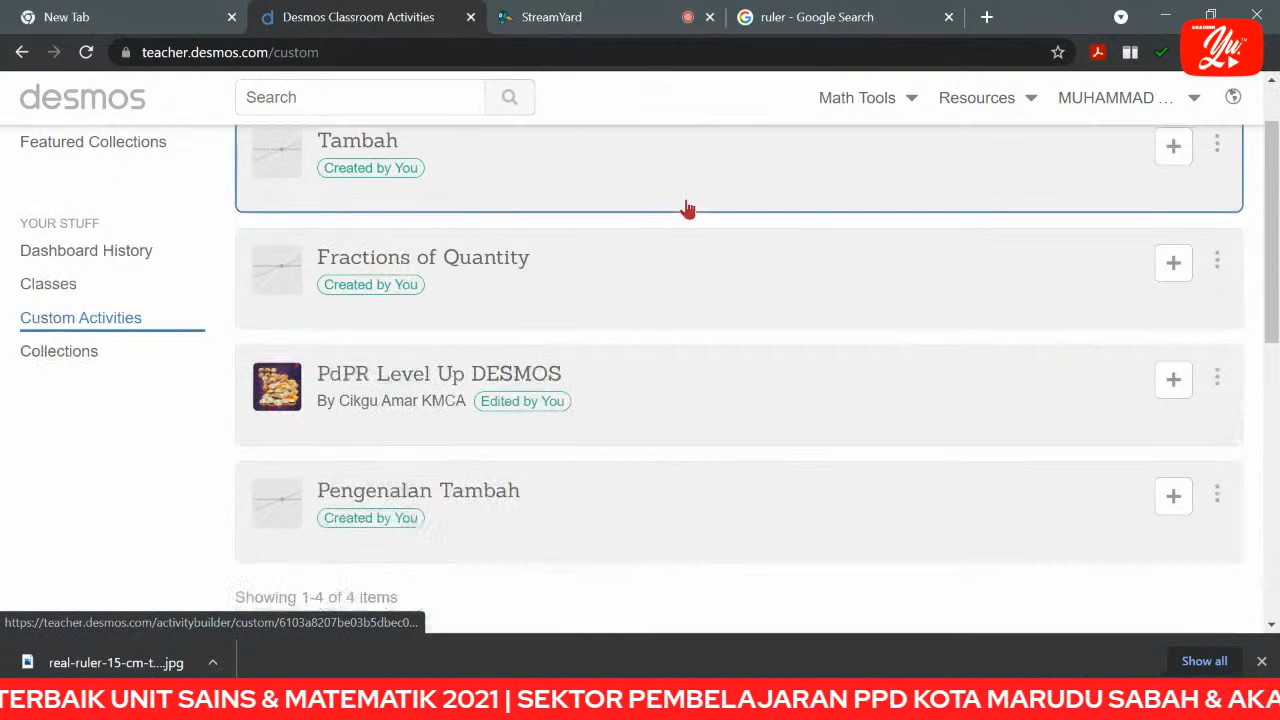 New Tab
Desmos Classroom Activities
StreamYard
ruler - Google Search
teacher.desmos.com/custom
AKADEMI
YuL
desmos
Search
Math Tools
Resources
MUHAMMAD ...
Featured Collections
YOUR STUFF
Dashboard History
Classes
Custom Activities
Collections
Tambah
Created by You
Fractions of Quantity
Created by You
PdPR Level Up DESMOS
By Cikgu Amar KMCA Edited by You
Pengenalan Tambah
Created by You
Showing 1-4 of 4 items
https://teacher.desmos.com/activitybuilder/custom/6103a8207be03b5dbec0...
real-ruler-15-cm-t....jpg
Show all
TERBAIK UNIT SAINS & MATEMATIK 2021 | SEKTOR PEMBELAJARAN PPD KOTA MARUDU SABAH & AKA